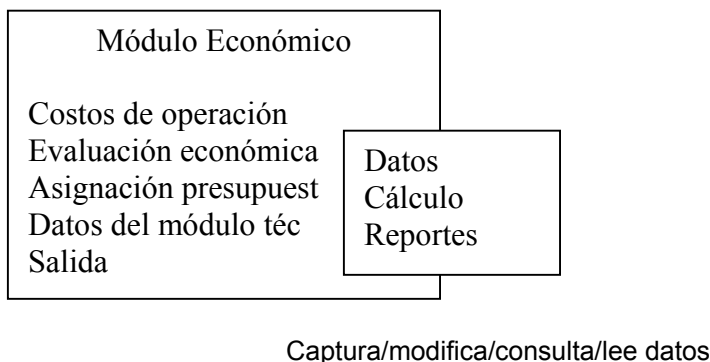 Módulo Económico
Costos de operación
Evaluación económica
Asignación presupuest
Datos del módulo téc
Salida
Datos
Cálculo
Reportes
Captura/modifica/consulta/lee datos